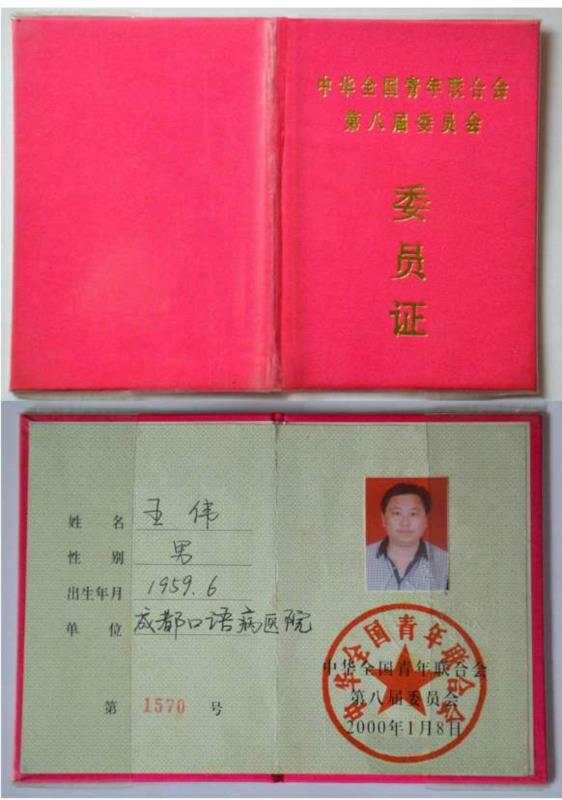 中华全国青年联合会
第八届委员会
委员证
姓名 王伟
性别 男
出生年月 1959.6
单位 成都口语病医院
第 1570 号
中华全国青年联合会
中华全国青年联合会
第八届委员会
2000年1月8日